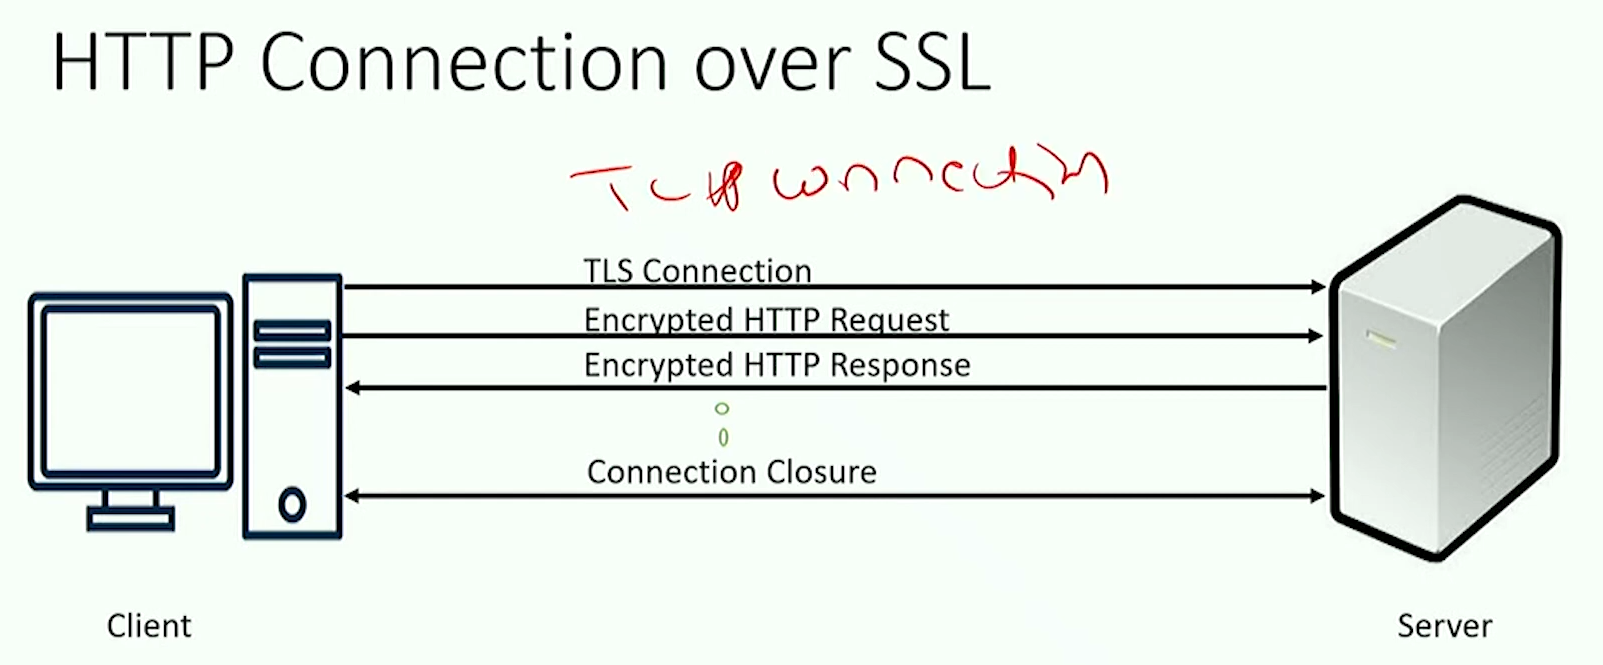 HTTP Connection over SSL
TCP connection
TLS Connection
Encrypted HTTP Request
Encrypted HTTP Response
Connection Closure
Client
Server